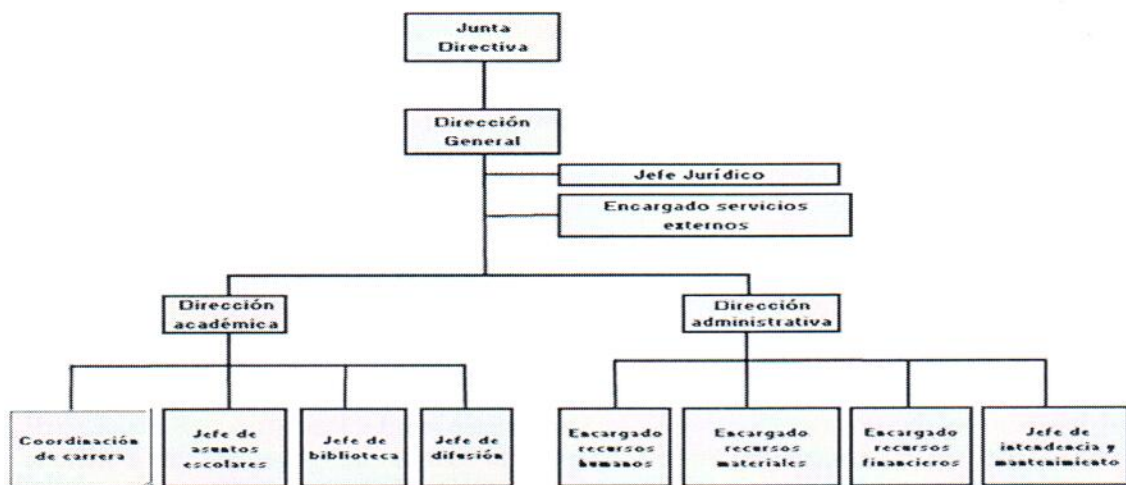 Junta
Directiva
Dirección
General
Jefe Jurídico
Encargado servicios
externos
Dirección
académica
Dirección
administrativa
Coordinación
de carrera
Jefe de
asuntos
escolares
Jefe de
biblioteca
Jefe de
difusión
Encargado
recursos
humanos
Encargado
recursos
materiales
Encargado
recursos
financieros
Jefe de
intendencia y
mantenimiento